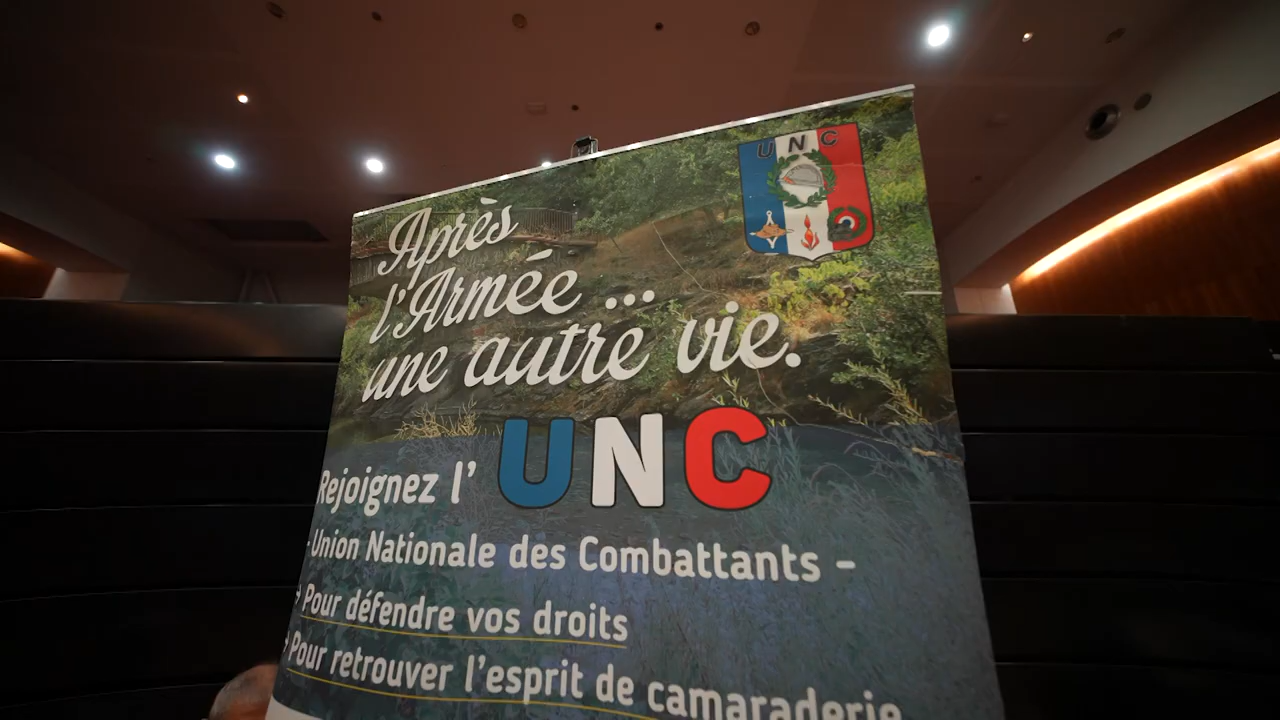 UNC
Après
l'Armée ...
une autre vie.
Rejoignez l' UNC
- Union Nationale des Combattants -
Pour défendre vos droits
Pour retrouver l'esprit de camaraderie